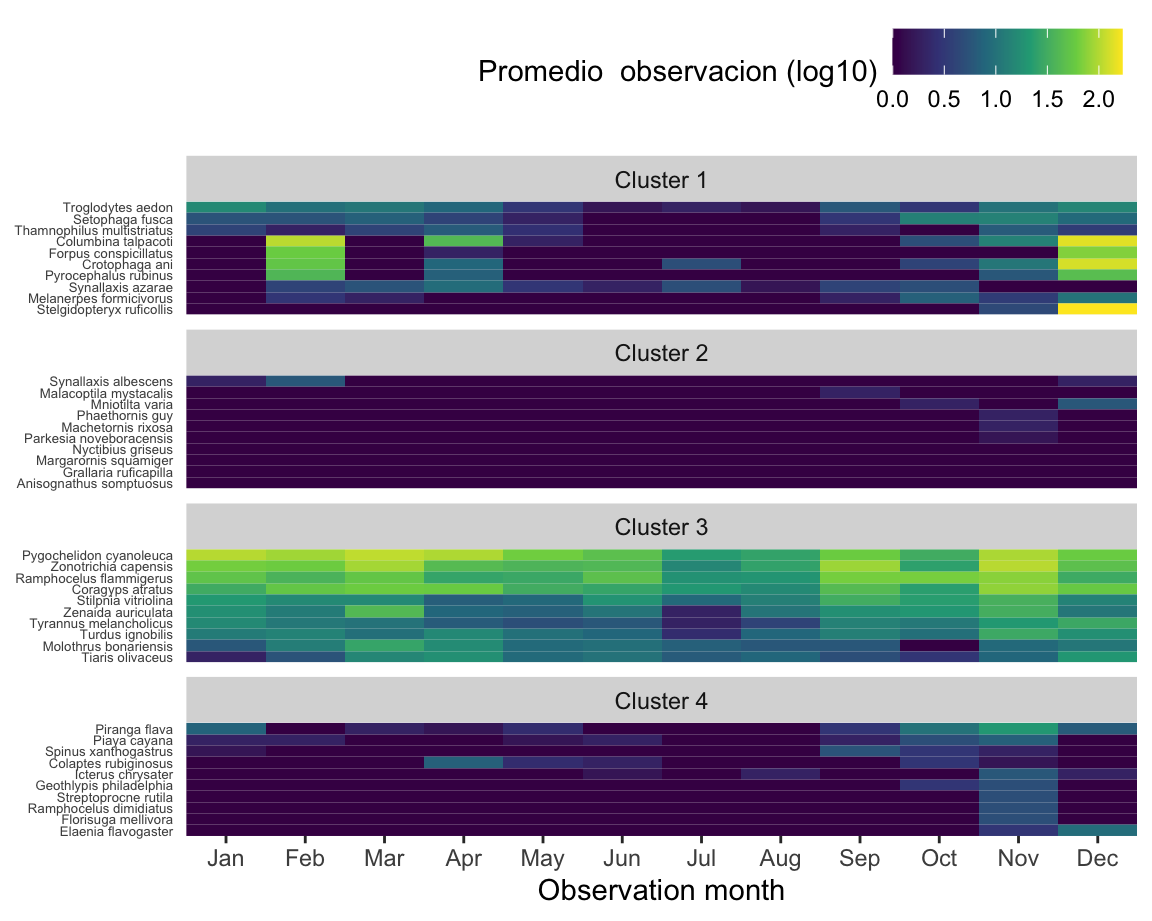 Promedio  observacion (log10)
0.0 0.5 1.0 1.5 2.0
Cluster 1
Troglodytes aedon
Setophaga fusca
Thamnophilus multistriatus
Columbina talpacoti
Forpus conspicillatus
Crotophaga ani
Pyrocephalus rubinus
Synallaxis azarae
Melanerpes formicivorus
Stelgidopteryx ruficollis
Cluster 2
Synallaxis albescens
Malacoptila mystacalis
Mniotilta varia
Phaethornis guy
Machetornis rixosa
Parkesia noveboracensis
Nyctibius griseus
Margarornis squamiger
Grallaria ruficapilla
Anisognathus somptuosus
Cluster 3
Pygochelidon cyanoleuca
Zonotrichia capensis
Ramphocelus flammigerus
Coragyps atratus
Stilpnia vitriolina
Zenaida auriculata
Tyrannus melancholicus
Turdus ignobilis
Molothrus bonariensis
Tiaris olivaceus
Cluster 4
Piranga flava
Piaya cayana
Spinus xanthogastrus
Colaptes rubiginosus
Icterus chrysater
Geothlypis philadelphia
Streptoprocne rutila
Ramphocelus dimidiatus
Florisuga mellivora
Elaenia flavogaster
Jan Feb Mar Apr May Jun Jul Aug Sep Oct Nov Dec
Observation month